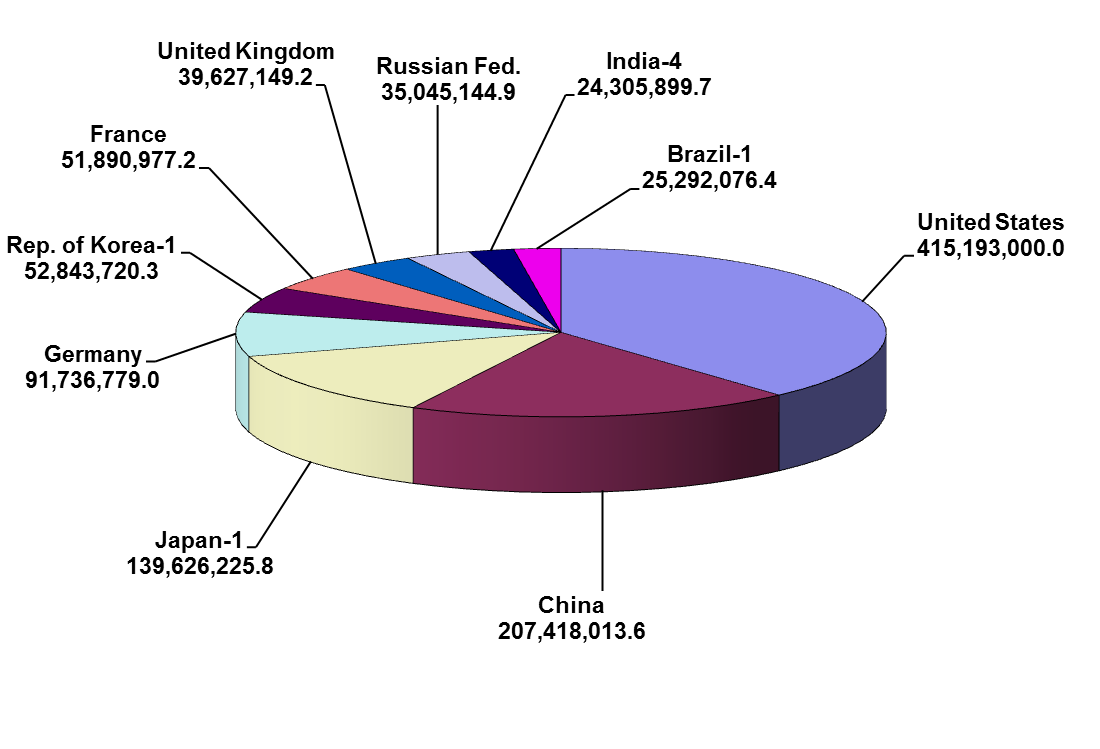 United Kingdom
39,627,149.2
Russian Fed.
35,045,144.9
India-4
24,305,899.7
France
51,890,977.2
Brazil-1
25,292,076.4
United States
415,193,000.0
Rep. of Korea-1
52,843,720.3
Germany
91,736,779.0
Japan-1
139,626,225.8
China
207,418,013.6